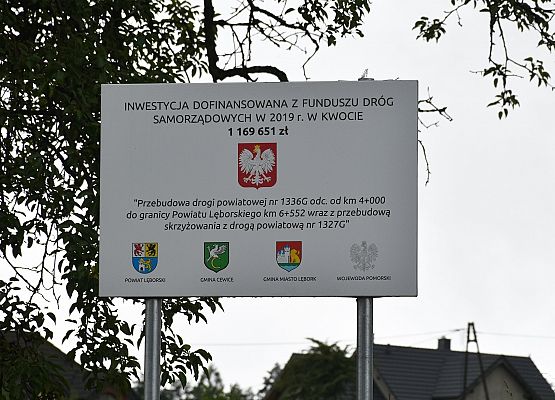 INWESTYCJA DOFINANSOWANA Z FUNDUSZU DRÓG
SAMORZĄDOWYCH W 2019 r. W KWOCIE
1 169 651 zł
"Przebudowa drogi powiatowej nr 1336G odc. od km 4+000
do granicy Powiatu Lęborskiego km 6+552 wraz z przebudową
skrzyżowania z drogą powiatową nr 1327G"
POWIAT LĘBORSKI
GMINA CEWICE
GMINA MIASTO LĘBORK
WOJEWODA POMORSKI